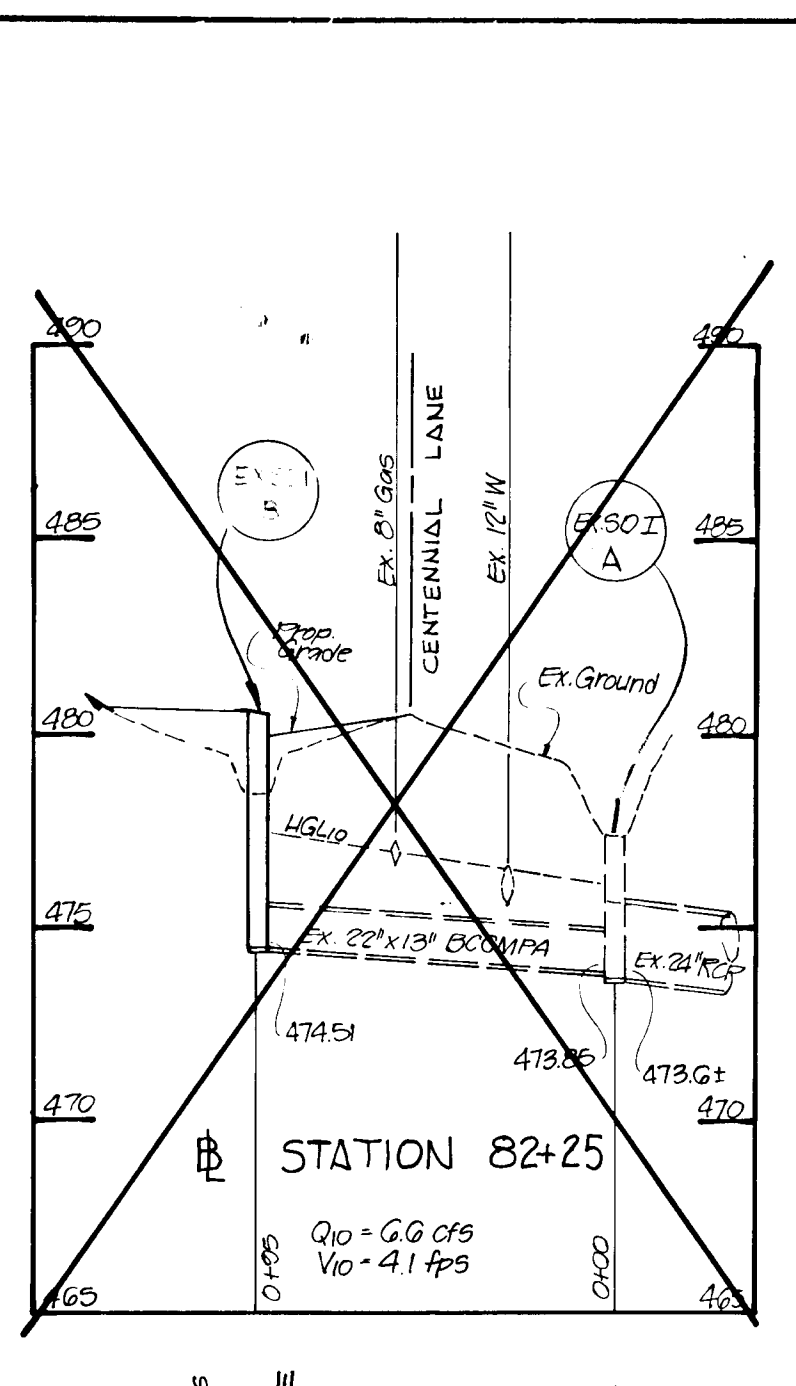 490
490
485
485
480
480
475
470
470
465
465
B
EX. 8" Gas
CENTENNIAL LANE
EX. 12" W
EX.SD I
A
Prop.
Grade
Ex. Ground
HGL10
EX. 22"x13" BCCMPA
EX. 24" RCP
474.51
473.85
473.6±
BL STATION 82+25
Q10 = 6.6 cfs
V10 = 4.1 fps
0+95
0+00